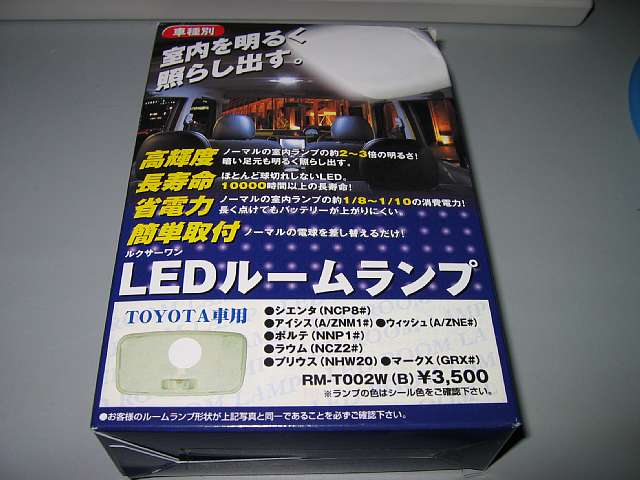 車種別
室内を明るく
照らし出す。
高輝度 ノーマルの室内ランプの約2～3倍の明るさ!
暗い足元も明るく照らし出す。
長寿命 ほとんど球切れしないLED。
10000時間以上の長寿命!
省電力 ノーマルの室内ランプの約1/8～1/10の消費電力!
長く点けてもバッテリーが上がりにくい。
簡単取付 ノーマルの電球を差し替えるだけ!
ルクサーワン
LEDルームランプ
TOYOTA車用
●シエンタ(NCP8#)
●アイシス(A/ZNM1#) ●ウィッシュ(A/ZNE#)
●ポルテ(NNP1#)
●ラウム(NCZ2#)
●プリウス(NHW20) ●マークX(GRX#)
RM-T002W(B) ¥3,500
※ランプの色はシール色をご確認下さい。
●お客様のルームランプ形状が上記写真と同一であることを必ずご確認下さい。